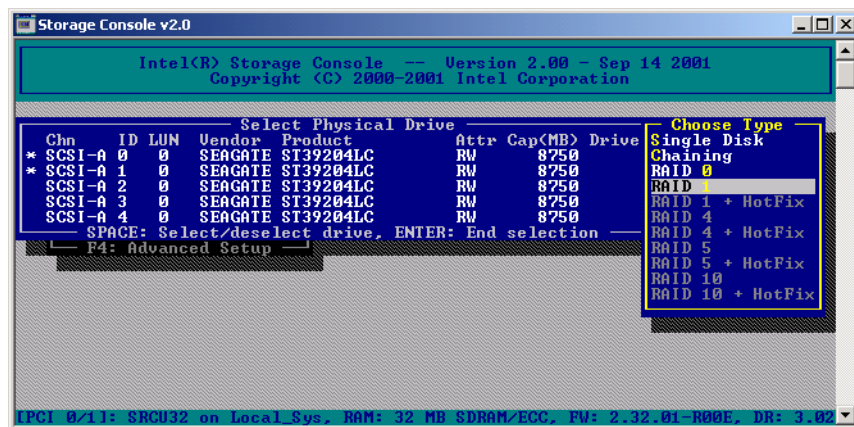 Storage Console v2.0
Intel(R) Storage Console -- Version 2.00 - Sep 14 2001
Copyright (C) 2000-2001 Intel Corporation
Select Physical Drive
Chn ID LUN Vendor Product Attr Cap(MB) Drive
* SCSI-A 0 0 SEAGATE ST39204LC RW 8750
* SCSI-A 1 0 SEAGATE ST39204LC RW 8750
SCSI-A 2 0 SEAGATE ST39204LC RW 8750
SCSI-A 3 0 SEAGATE ST39204LC RW 8750
SCSI-A 4 0 SEAGATE ST39204LC RW 8750
SPACE: Select/deselect drive, ENTER: End selection
F4: Advanced Setup
Choose Type
Single Disk
Chaining
RAID 0
RAID 1
RAID 1 + HotFix
RAID 4
RAID 4 + HotFix
RAID 5
RAID 5 + HotFix
RAID 10
RAID 10 + HotFix
[PCI 0/1]: SRCU32 on Local_Sys, RAM: 32 MB SDRAM/ECC, FW: 2.32.01-R00E, DR: 3.02